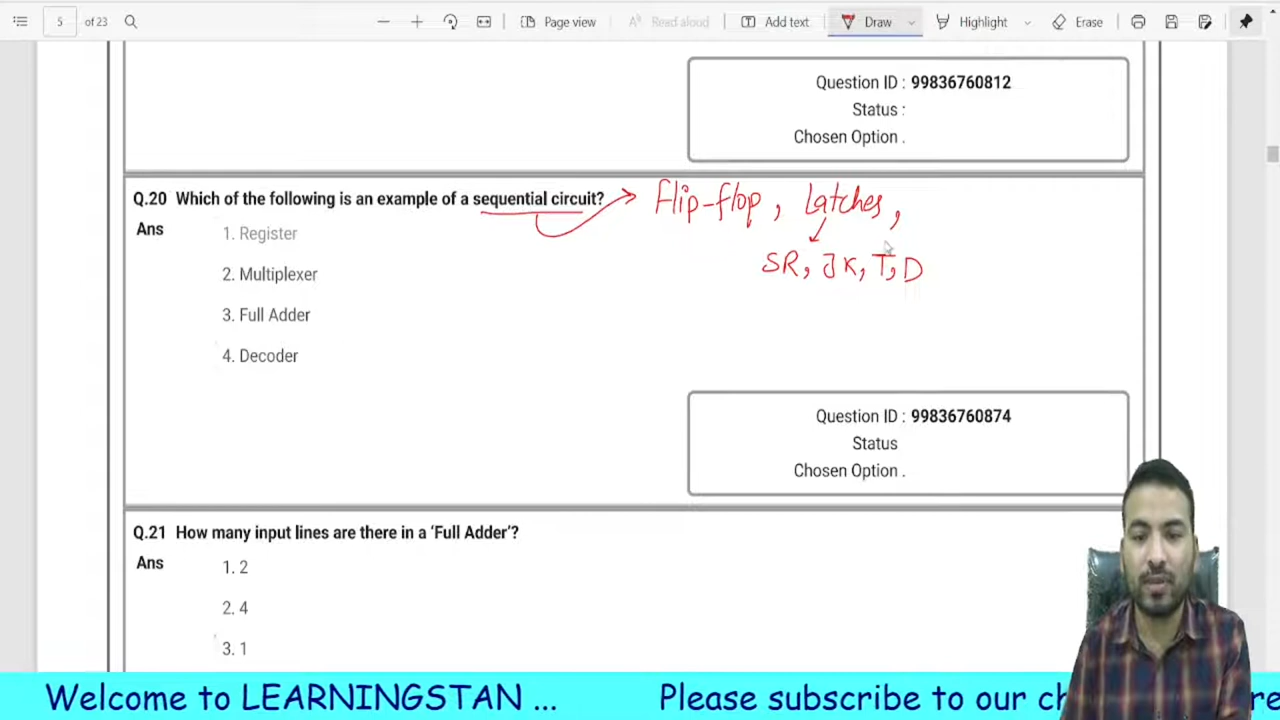 5 of 23 Page view Read aloud Add text Draw Highlight Erase
Question ID : 99836760812
Status :
Chosen Option .
Q.20 Which of the following is an example of a sequential circuit?
Flip-flop, Latches,
SR, JK, T, D
Ans
1. Register
2. Multiplexer
3. Full Adder
4. Decoder
Question ID : 99836760874
Status
Chosen Option .
Q.21 How many input lines are there in a ‘Full Adder’?
Ans
1. 2
2. 4
3. 1
Welcome to LEARNINGSTAN ... Please subscribe to our ch